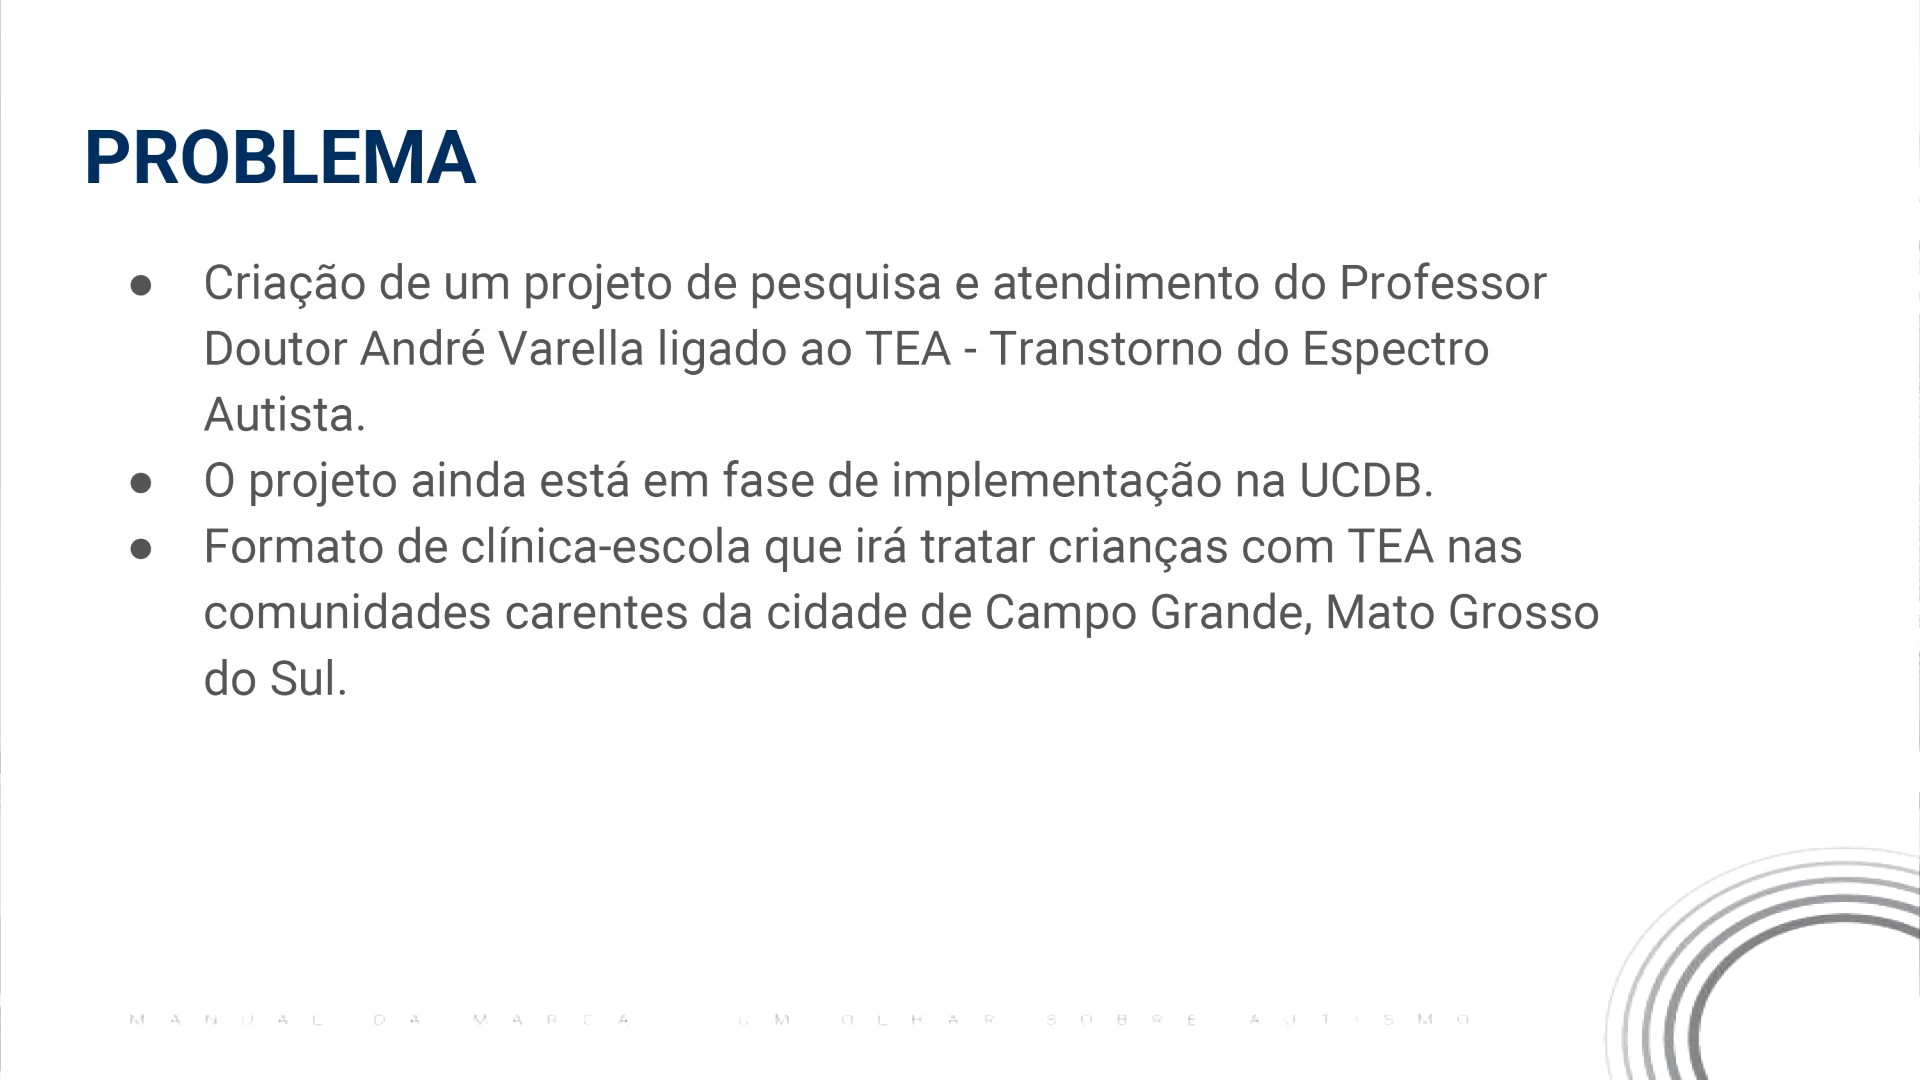 PROBLEMA
● Criação de um projeto de pesquisa e atendimento do Professor
Doutor André Varella ligado ao TEA - Transtorno do Espectro
Autista.
● O projeto ainda está em fase de implementação na UCDB.
● Formato de clínica-escola que irá tratar crianças com TEA nas
comunidades carentes da cidade de Campo Grande, Mato Grosso
do Sul.
MANUAL DA MARCA UM OLHAR SOBRE AUTISMO